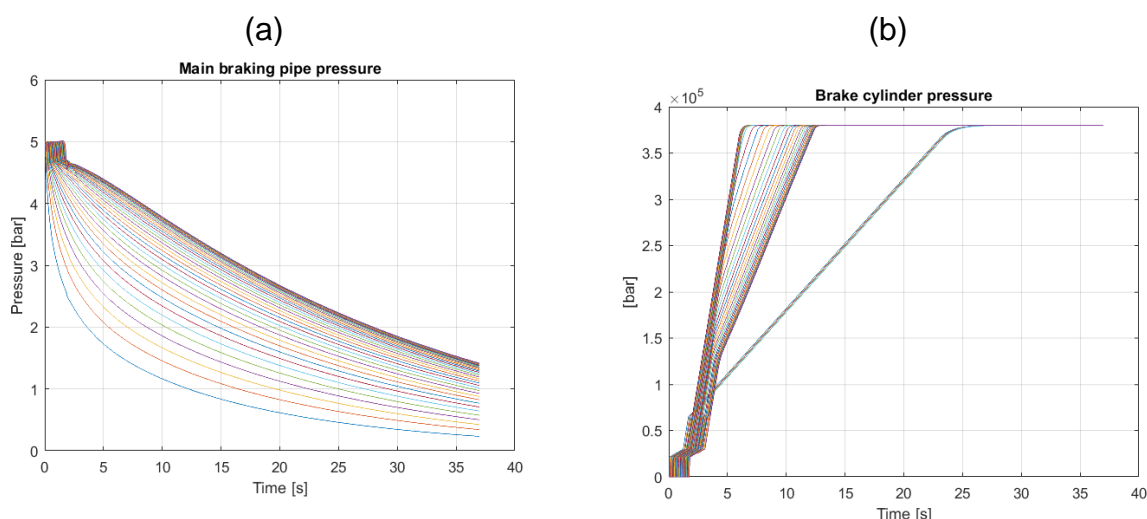 (a)
Main braking pipe pressure
6
5
4
3
2
1
0
Pressure [bar]
0 5 10 15 20 25 30 35 40
Time [s]
(b)
Brake cylinder pressure
×10⁵
4
3.5
3
2.5
2
1.5
1
0.5
0
[bar]
0 5 10 15 20 25 30 35 40
Time [s]